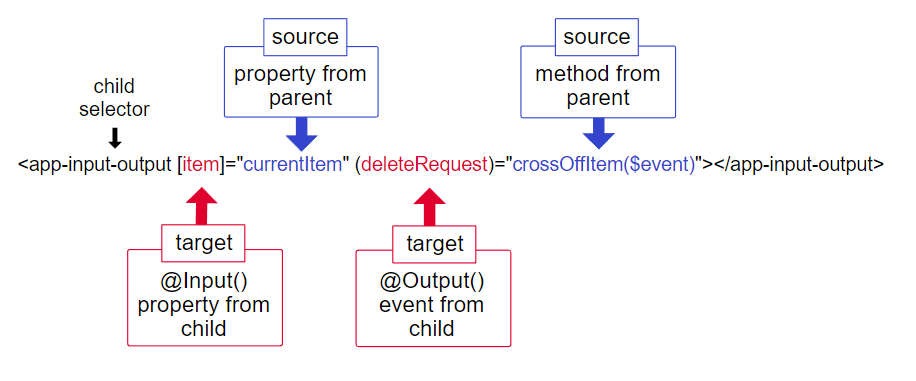 source
property from
parent
source
method from
parent
child
selector
<app-input-output [item]="currentItem" (deleteRequest)="crossOffItem($event)"></app-input-output>
target
@Input()
property from
child
target
@Output()
event from
child